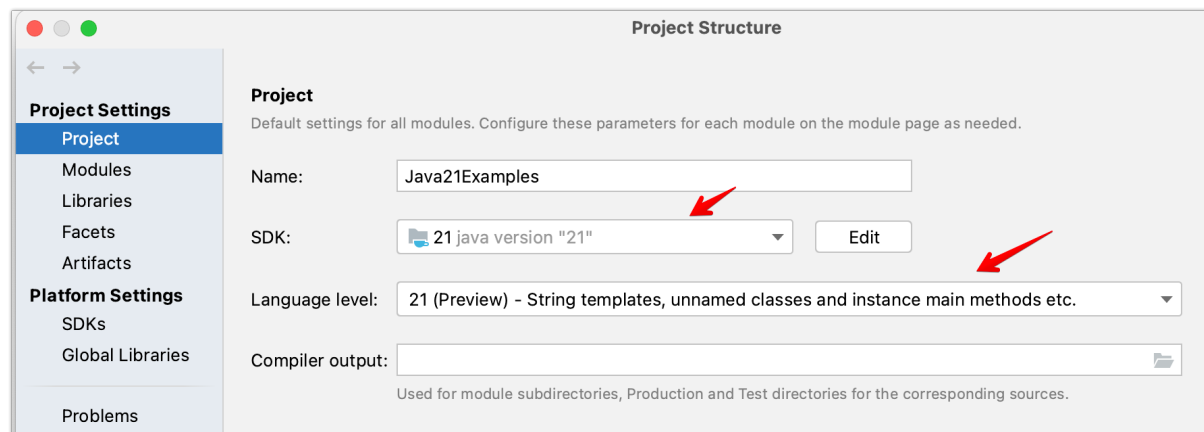 Project Structure
Project Settings
Project
Modules
Libraries
Facets
Artifacts
Platform Settings
SDKs
Global Libraries
Problems
Project
Default settings for all modules. Configure these parameters for each module on the module page as needed.
Name: Java21Examples
SDK: 21 java version "21" Edit
Language level: 21 (Preview) - String templates, unnamed classes and instance main methods etc.
Compiler output:
Used for module subdirectories, Production and Test directories for the corresponding sources.